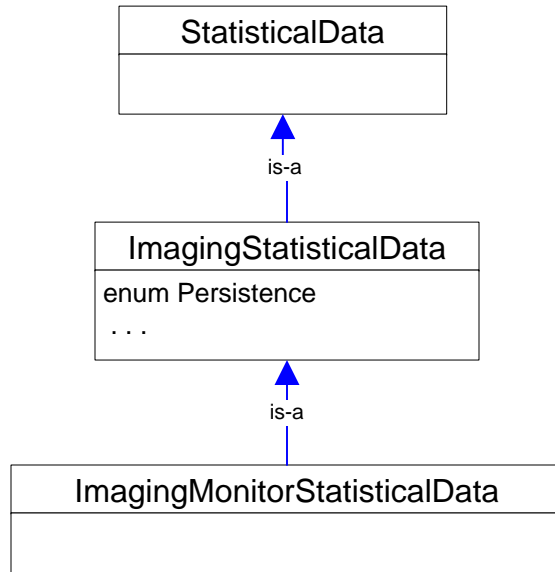 StatisticalData
is-a
ImagingStatisticalData
enum Persistence
. . .
is-a
ImagingMonitorStatisticalData